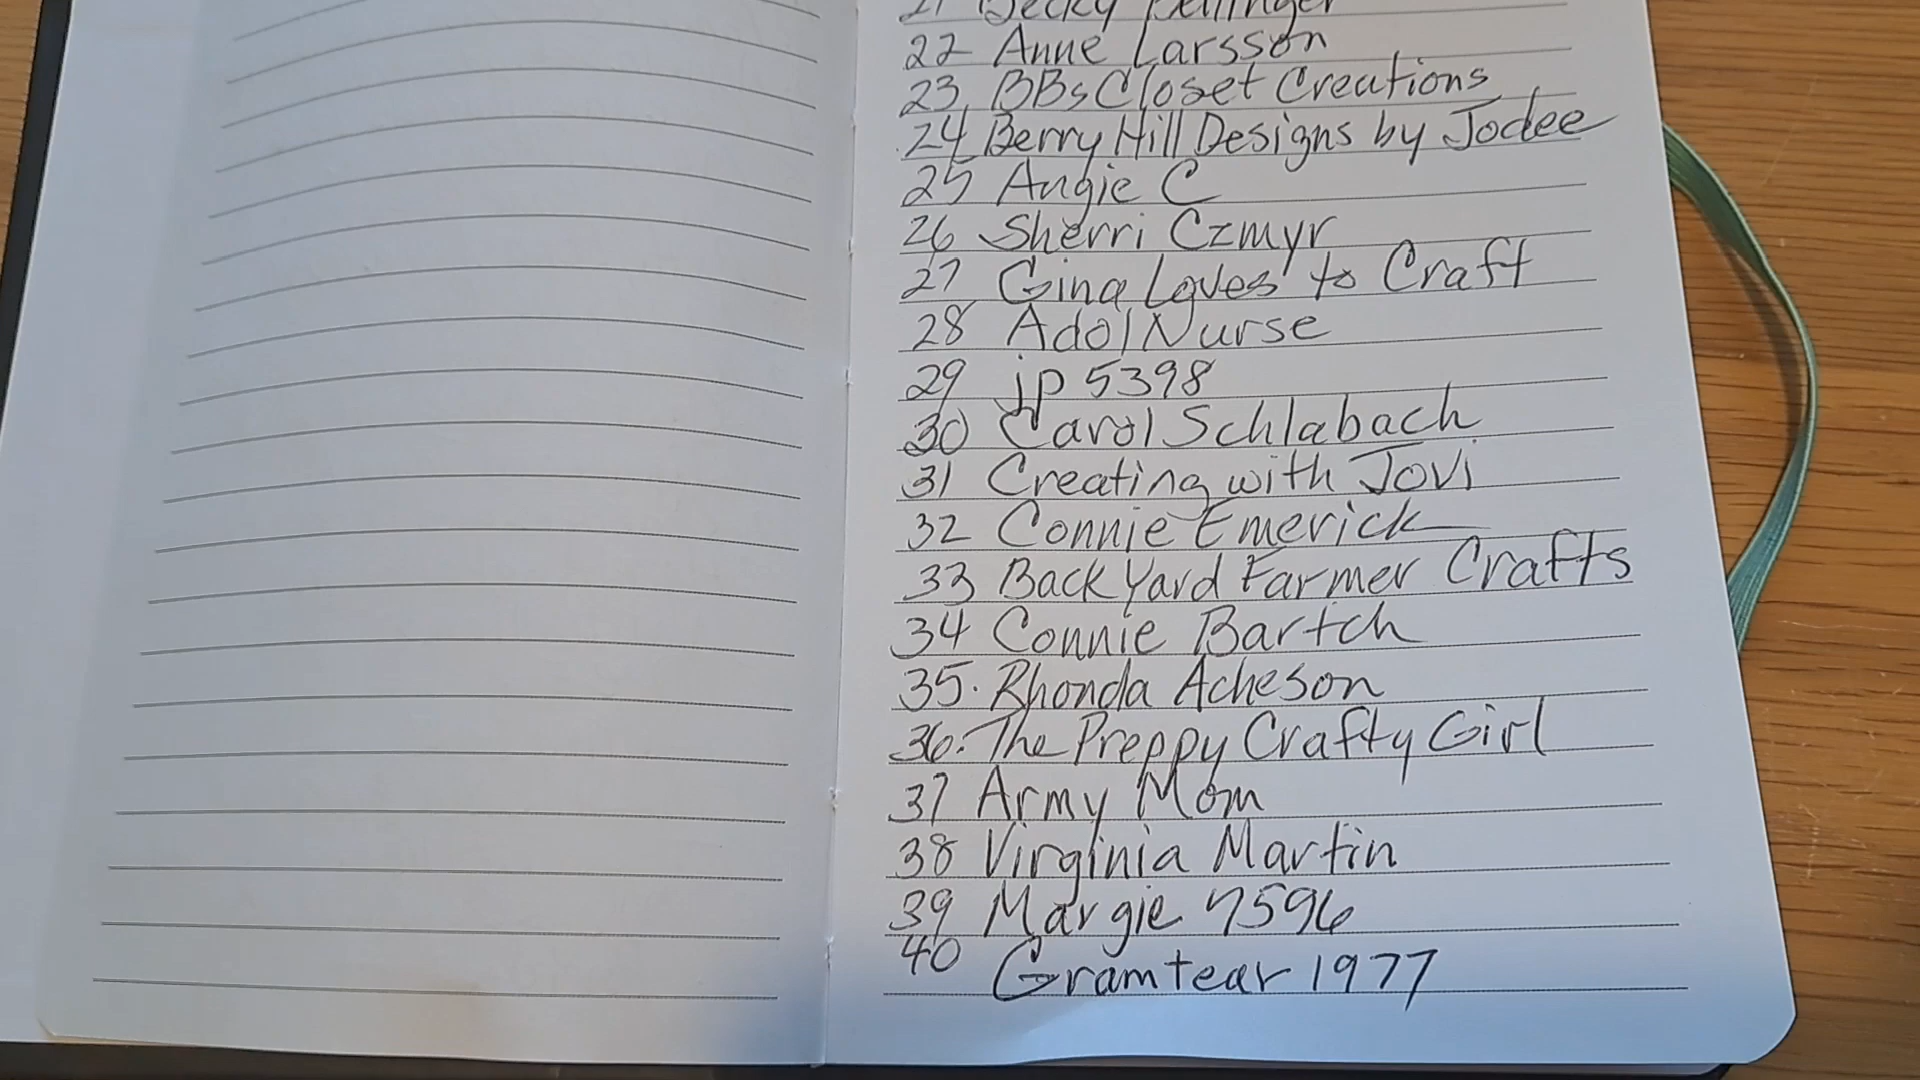 21 Becky
22 Anne Larsson
23 BBs Closet Creations
24 Berry Hill Designs by Jodee
25 Angie C
26 Sherri Czmyr
27 Gina Loves to Craft
28 AdolNurse
29 jp 5398
30 Carol Schlabach
31 Creating with Jovi
32 Connie Emerick
33 Back Yard Farmer Crafts
34 Connie Bartch
35. Rhonda Acheson
36. The Preppy Crafty Girl
37 Army Mom
38 Virginia Martin
39 Margie 7596
40 Gramtear 1977